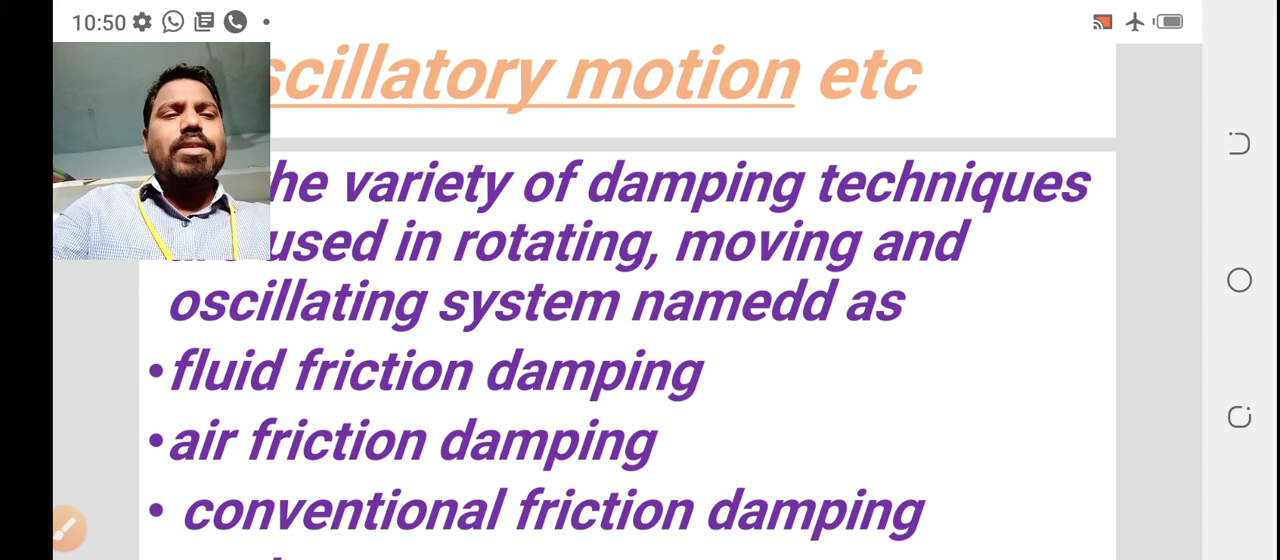 10:50
scillatory motion etc
he variety of damping techniques
used in rotating, moving and
oscillating system namedd as
•fluid friction damping
•air friction damping
• conventional friction damping